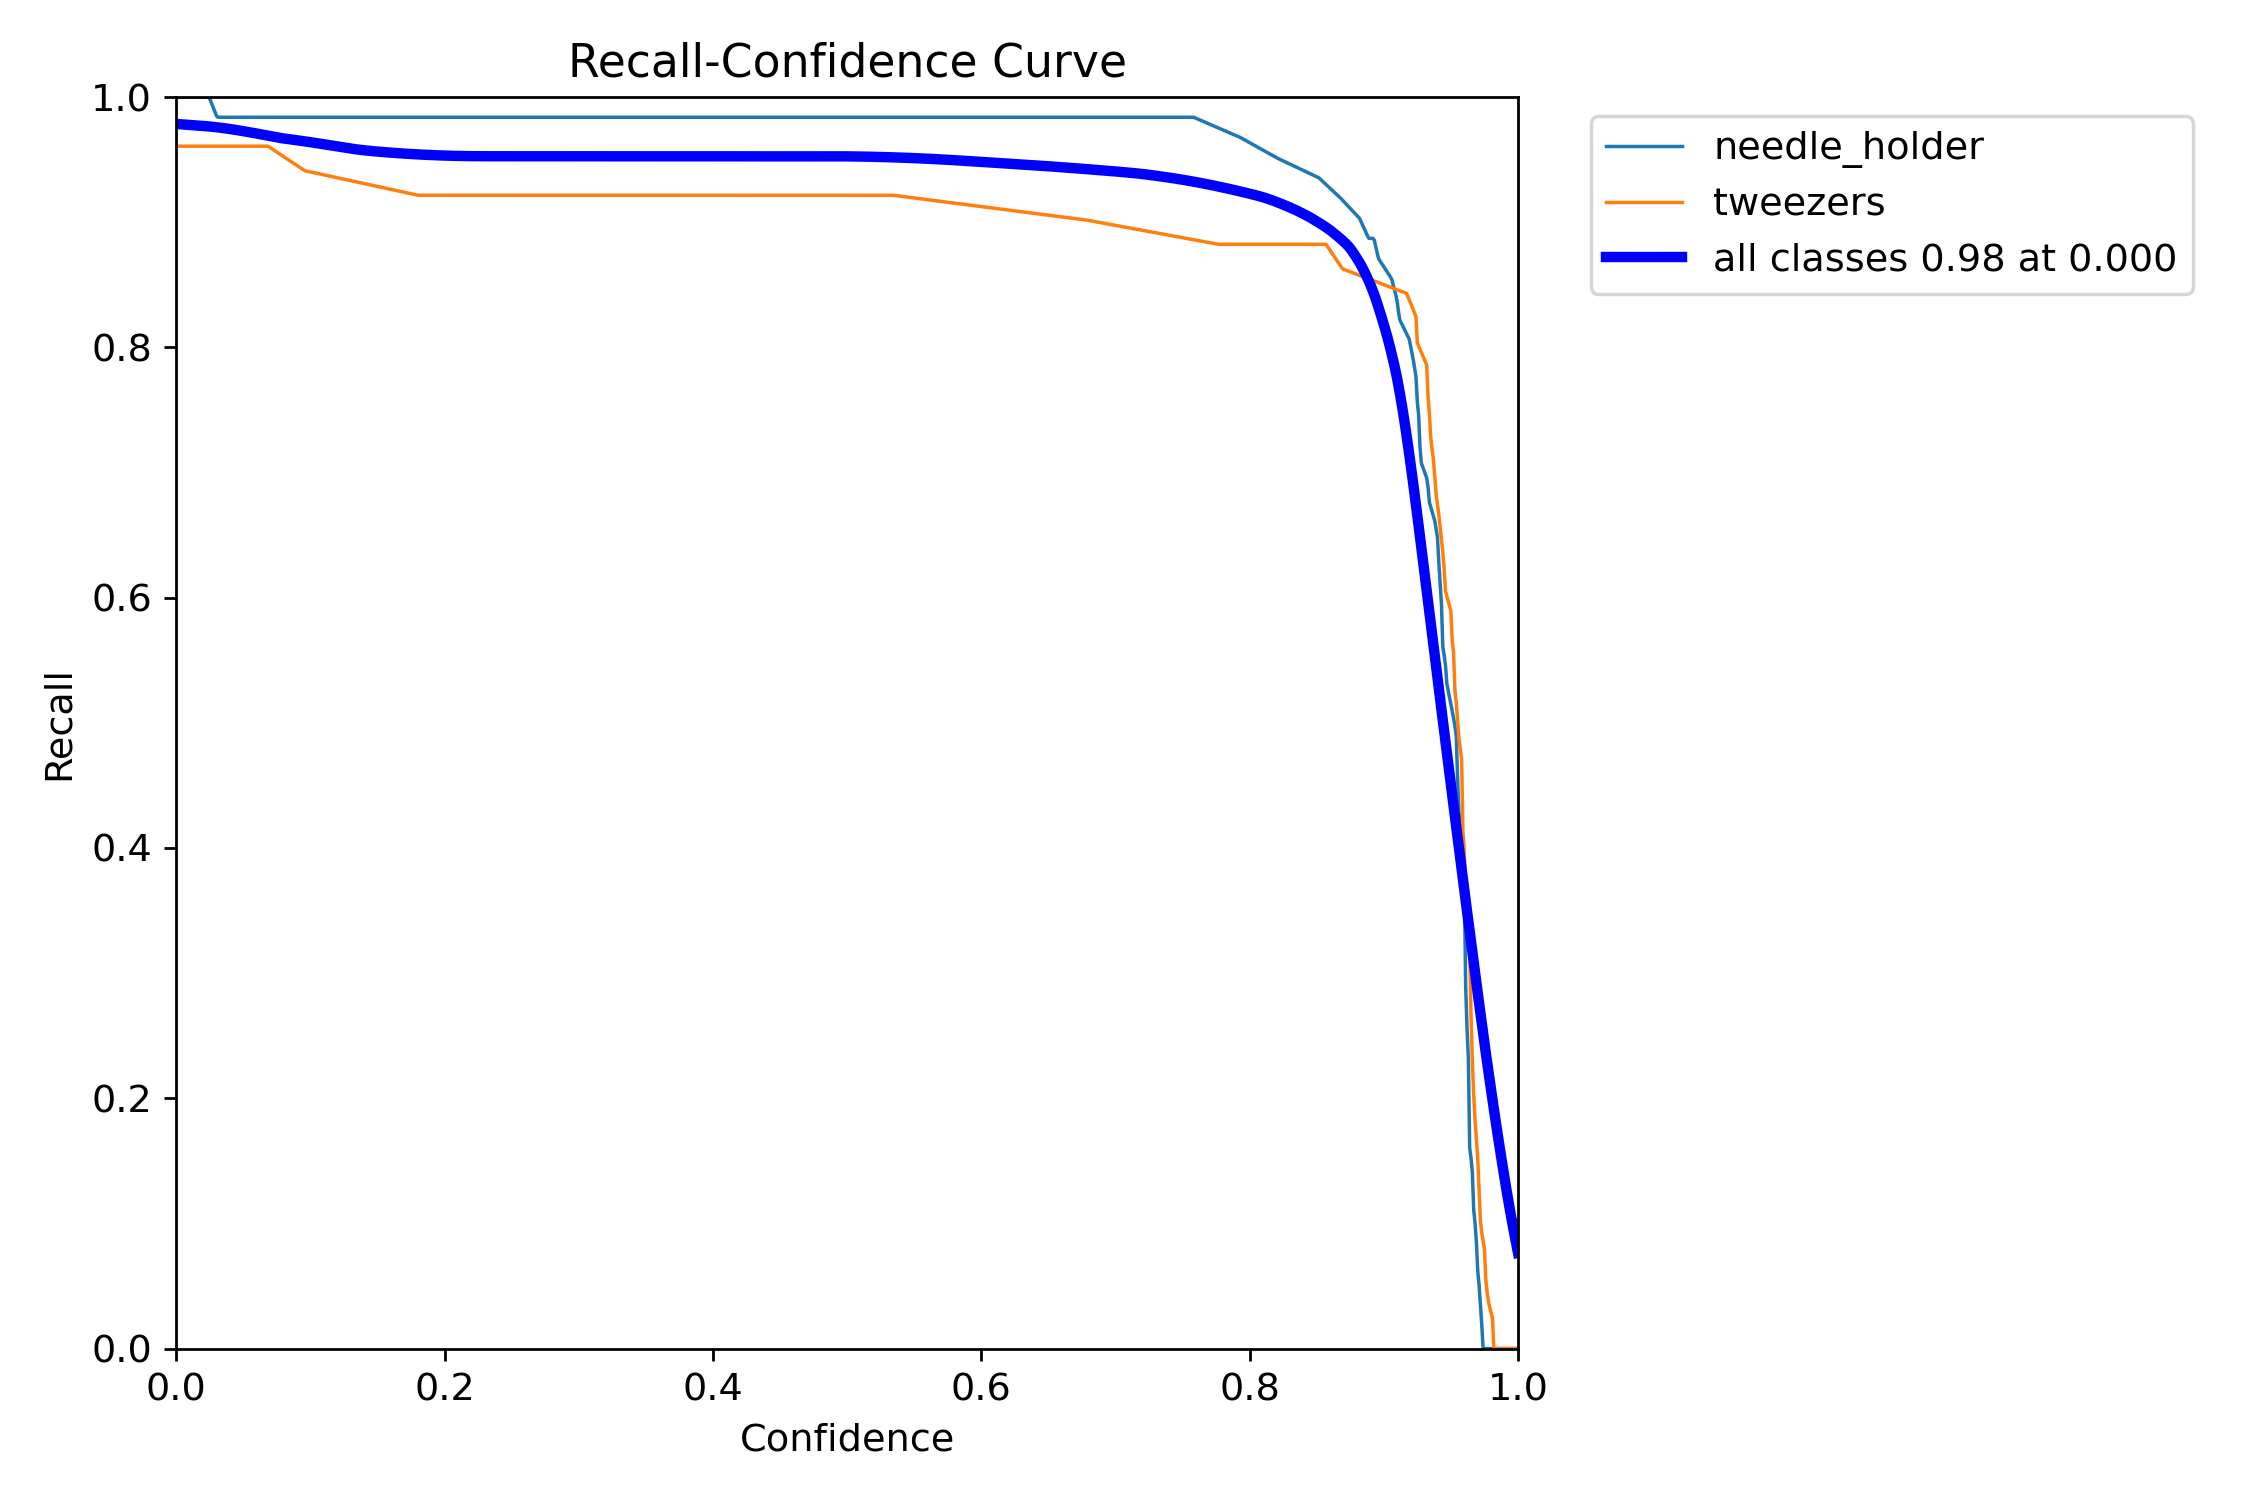 Recall-Confidence Curve
1.0
0.8
0.6
0.4
0.2
0.0
Recall
0.0 0.2 0.4 0.6 0.8 1.0
Confidence
needle_holder
tweezers
all classes 0.98 at 0.000